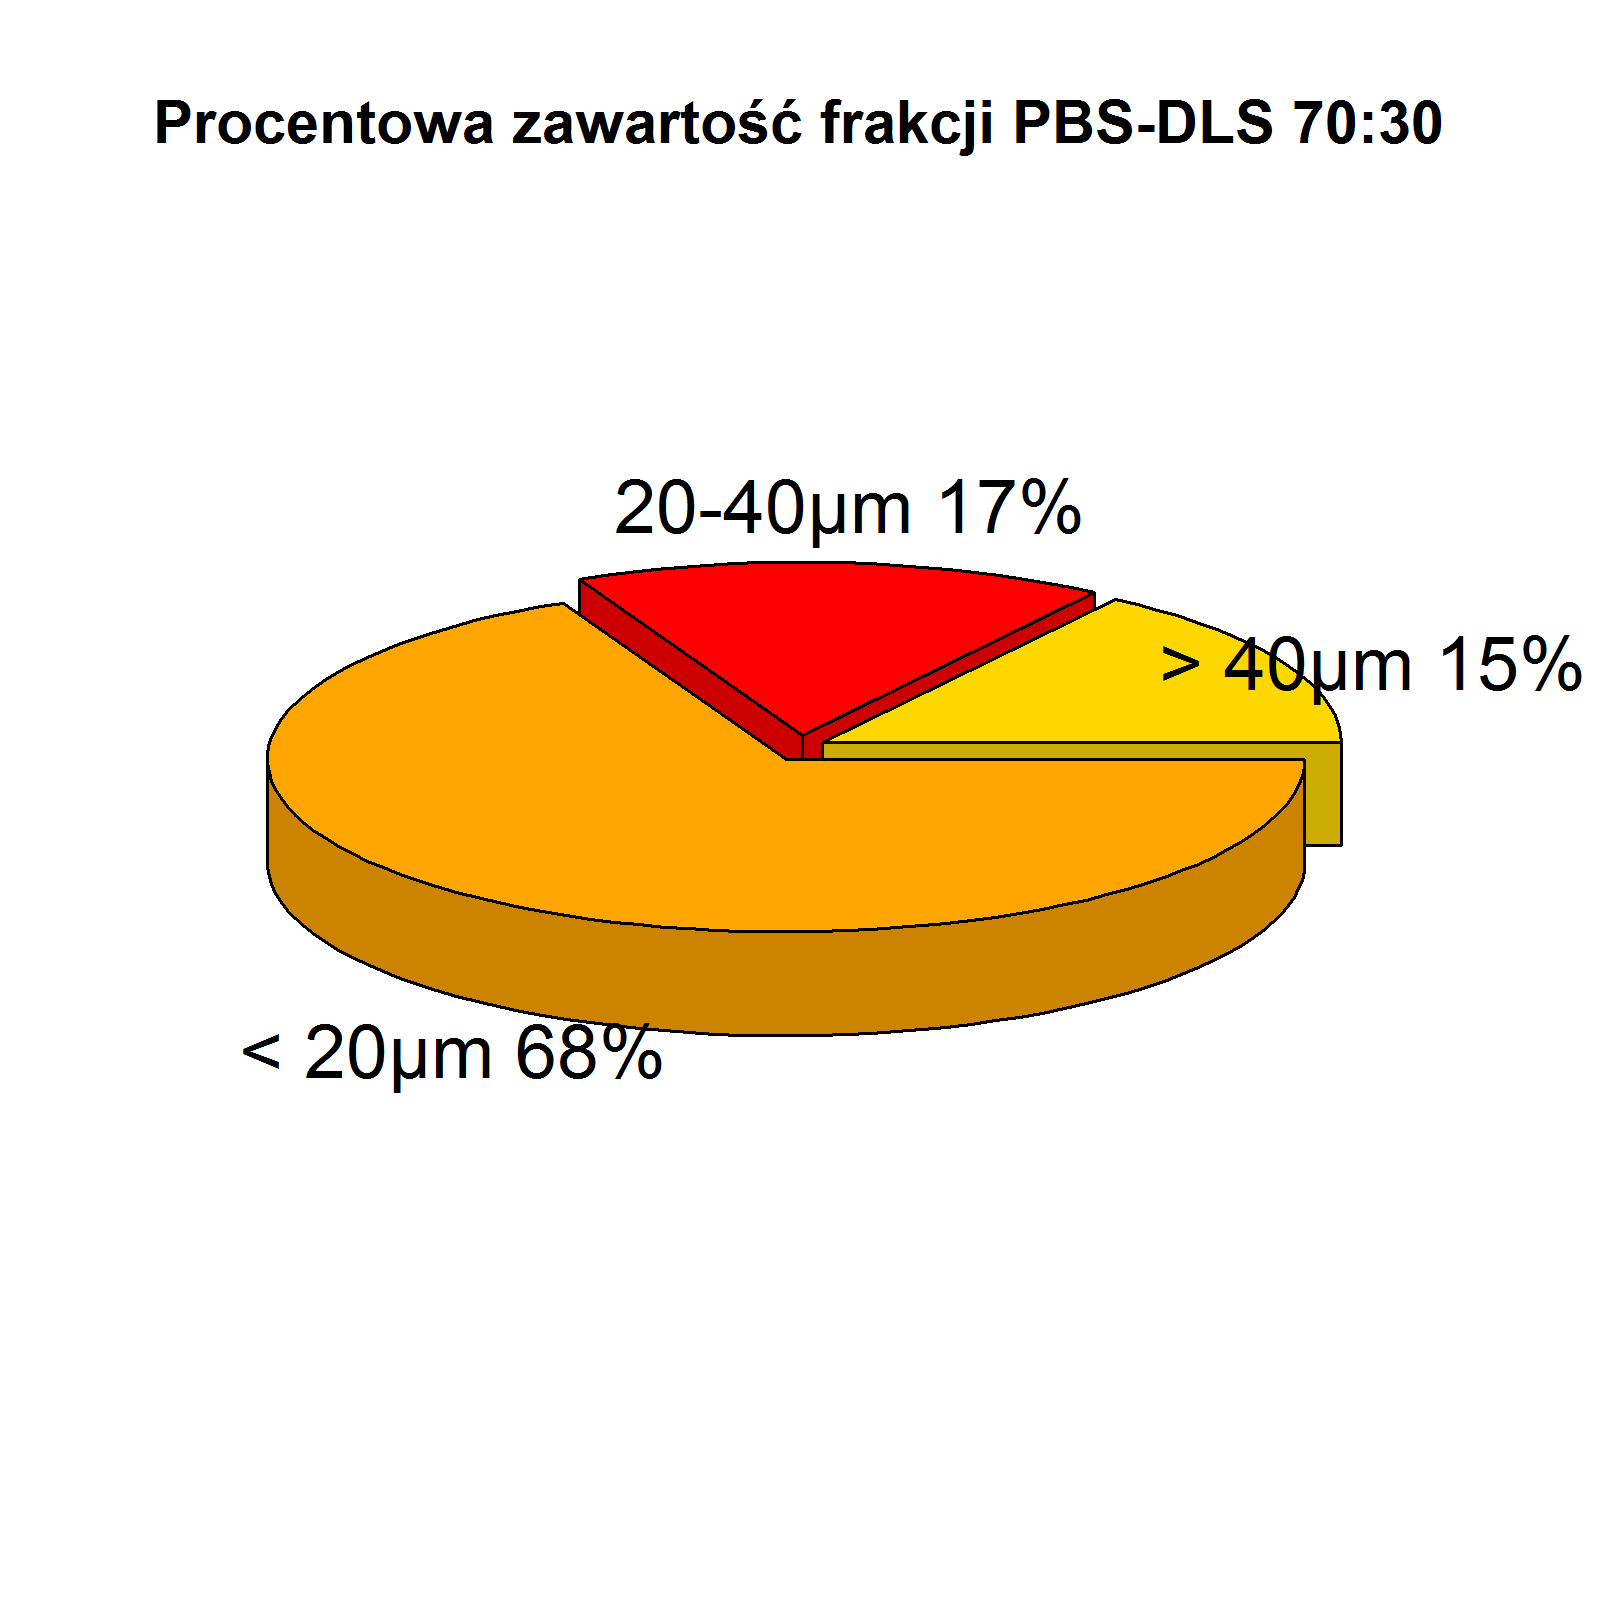 Procentowa zawartość frakcji PBS-DLS 70:30
20-40µm 17%
> 40µm 15%
< 20µm 68%